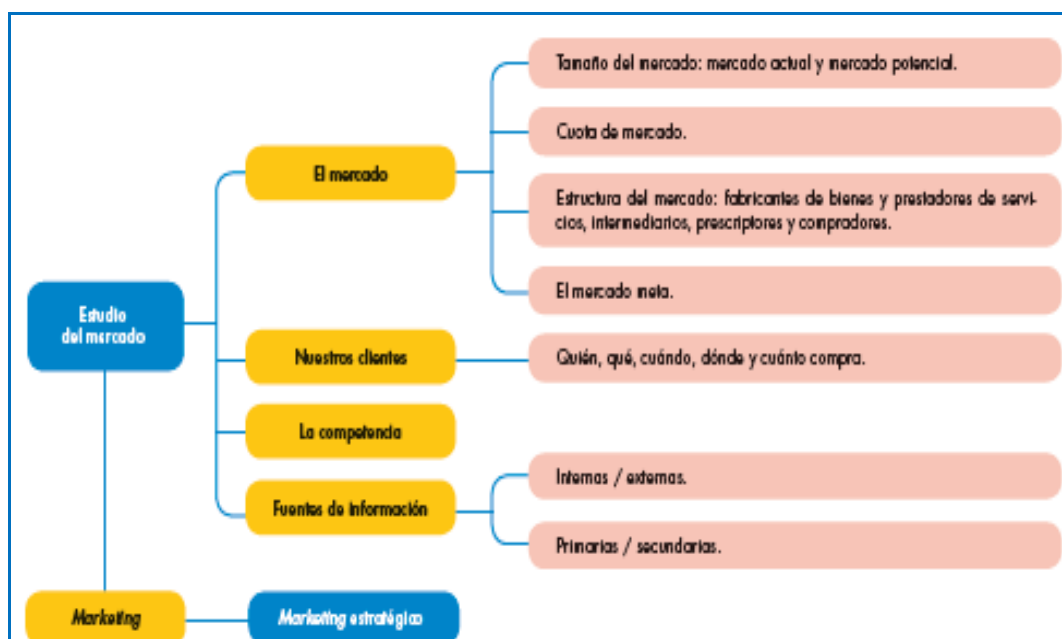 Tamaño del mercado: mercado actual y mercado potencial.
Cuota de mercado.
El mercado
Estructura del mercado: fabricantes de bienes y prestadores de servi-
cios, intermediarios, prescriptores y compradores.
El mercado meta.
Estudio
del mercado
Nuestros clientes
Quién, qué, cuándo, dónde y cuánto compra.
La competencia
Fuentes de información
Internas / externas.
Primarias / secundarias.
Marketing
Marketing estratégico